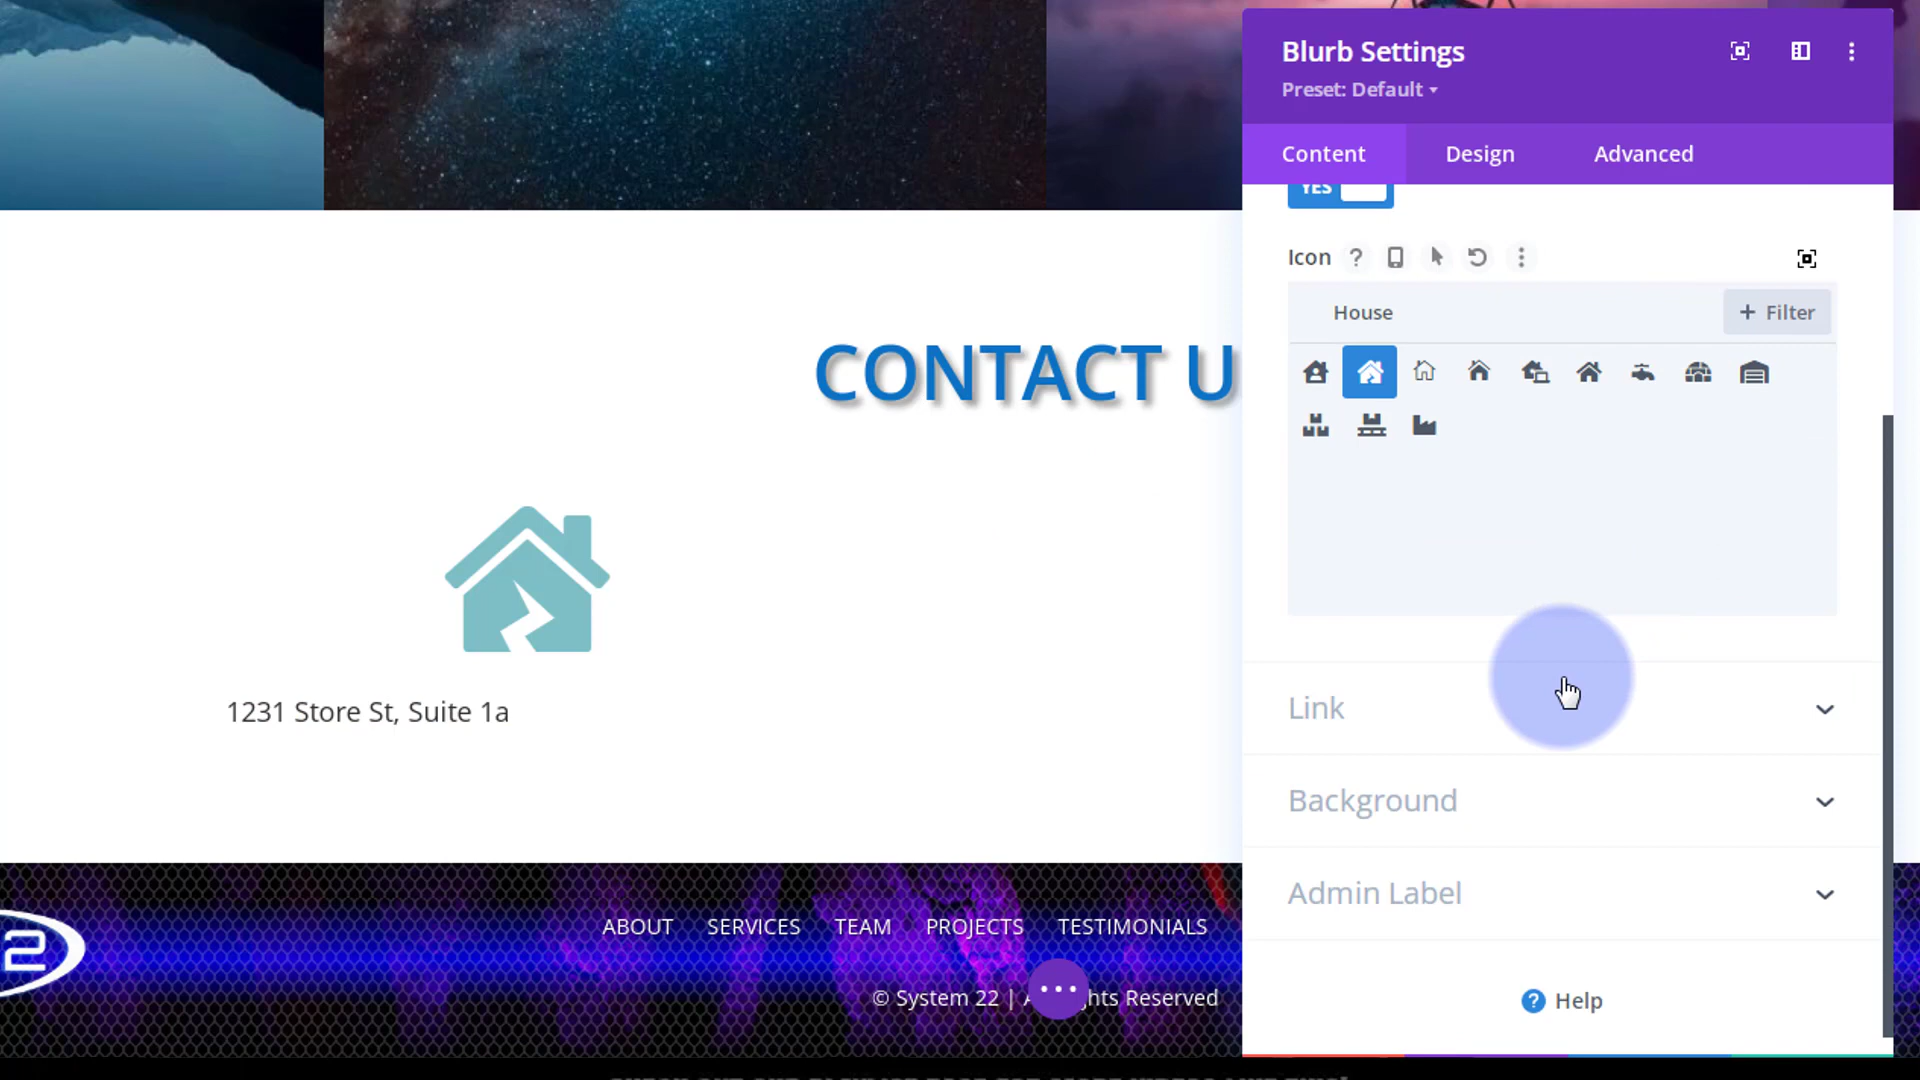 Blurb Settings
Preset: Default
Content
Design
Advanced
YES
Icon
?
House
+ Filter
CONTACT U
1231 Store St, Suite 1a
Link
Background
Admin Label
? Help
2
ABOUT
SERVICES
TEAM
PROJECTS
TESTIMONIALS
© System 22 | A
hts Reserved